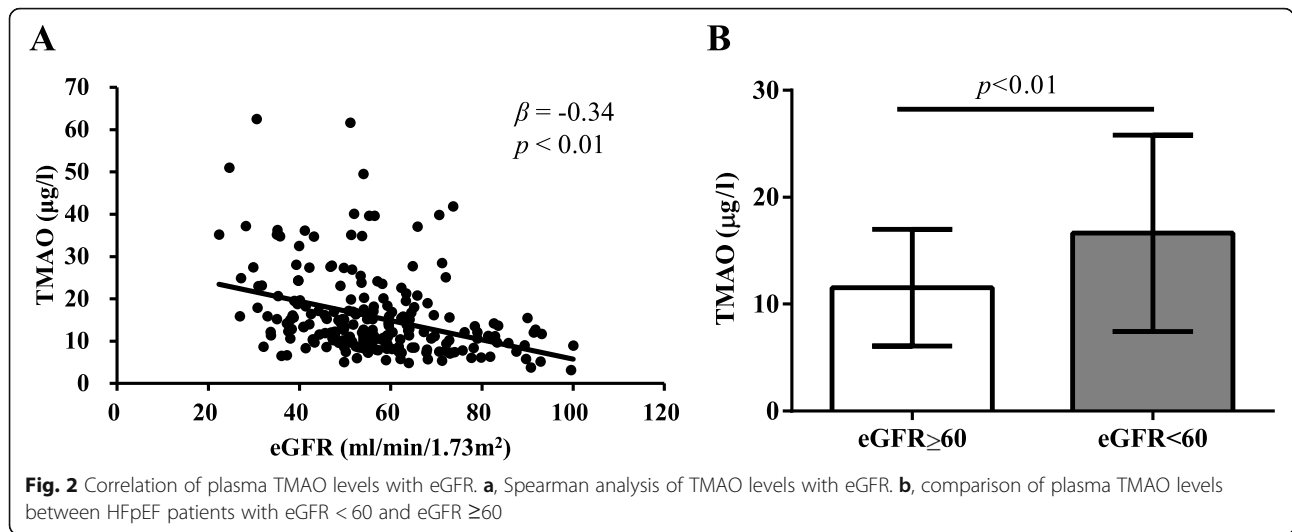 A
70
60
50
40
30
20
10
0
TMAO (µg/l)
β = -0.34
p < 0.01
0 20 40 60 80 100 120
eGFR (ml/min/1.73m²)
B
30
20
10
0
TMAO (µg/l)
p<0.01
eGFR≥60 eGFR<60
Fig. 2 Correlation of plasma TMAO levels with eGFR. a, Spearman analysis of TMAO levels with eGFR. b, comparison of plasma TMAO levels
between HFpEF patients with eGFR < 60 and eGFR ≥60